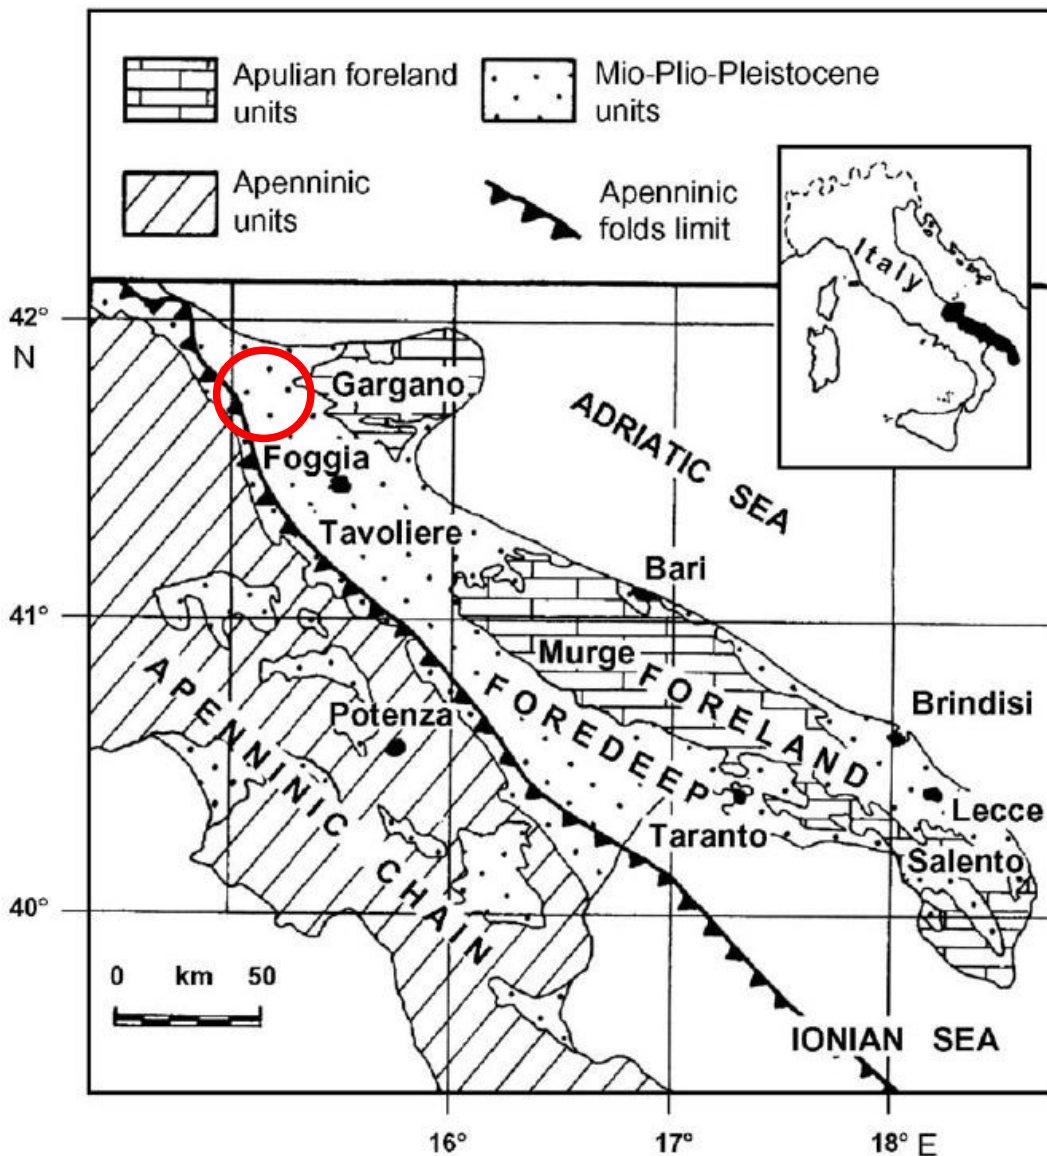 Apulian foreland
units
Mio-Plio-Pleistocene
units
Apenninic
units
Apenninic
folds limit
Italy
42°
N
Gargano
ADRIATIC SEA
Foggia
Tavoliere
Bari
41°
Murge
FORELAND
Brindisi
APENNINIC CHAIN
Potenza
FOREDEEP
Lecce
Taranto
Salento
40°
0 km 50
IONIAN SEA
16° 17° 18° E